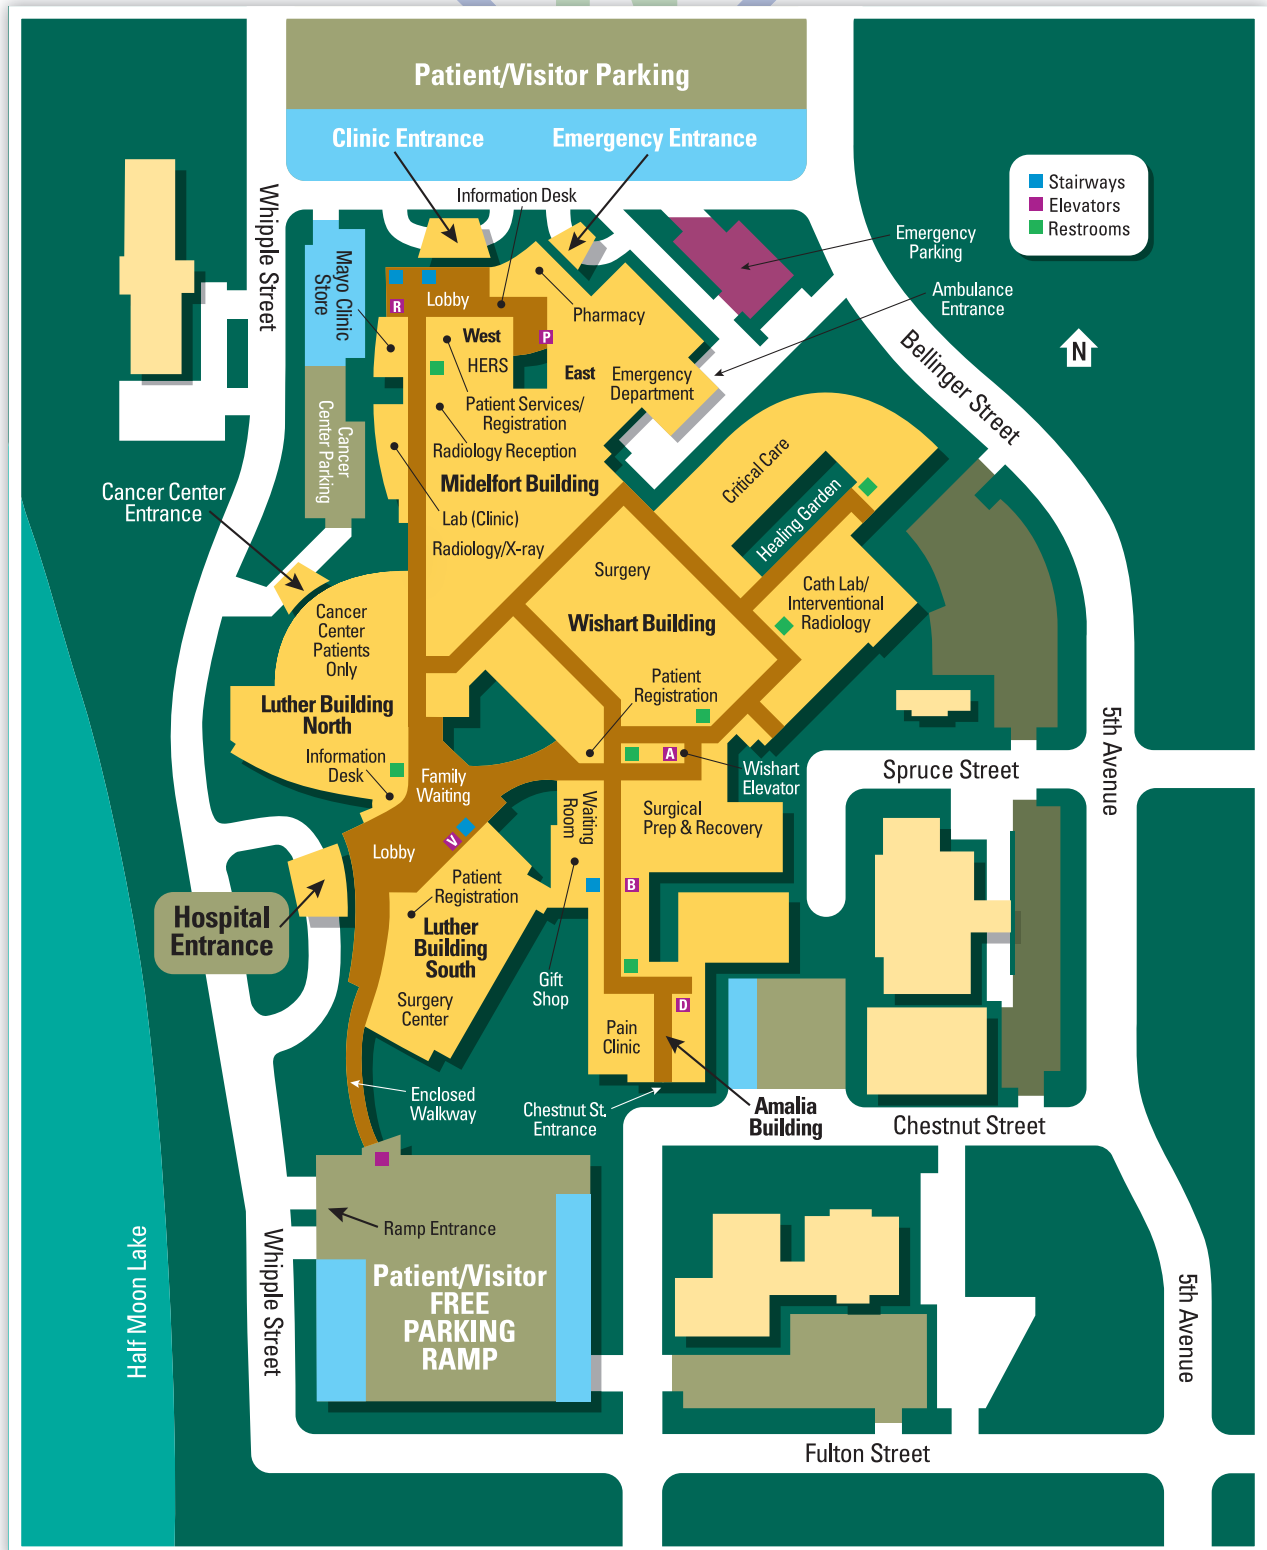 Patient/Visitor Parking
Clinic Entrance
Emergency Entrance
Information Desk
Stairways
Elevators
Restrooms
Whipple Street
Mayo Clinic
Store
Emergency
Parking
Ambulance
Entrance
R
Lobby
Pharmacy
P
West
HERS
East
Emergency
Department
N
Bellinger Street
Patient Services/
Registration
Radiology Reception
Cancer
Center Parking
Midelfort Building
Critical Care
Cancer Center
Entrance
Lab (Clinic)
Healing Garden
Radiology/X-ray
Surgery
Cath Lab/
Interventional
Radiology
Wishart Building
Cancer
Center
Patients
Only
Patient
Registration
Luther Building
North
5th Avenue
Information
Desk
Family
Waiting
A
Wishart
Elevator
Spruce Street
Waiting
Room
Surgical
Prep & Recovery
V
Lobby
Patient
Registration
B
Hospital
Entrance
Luther
Building
South
Gift
Shop
Surgery
Center
D
Pain
Clinic
Enclosed
Walkway
Chestnut St.
Entrance
Amalia
Building
Chestnut Street
Ramp Entrance
Half Moon Lake
Whipple Street
Patient/Visitor
FREE
PARKING
RAMP
5th Avenue
Fulton Street